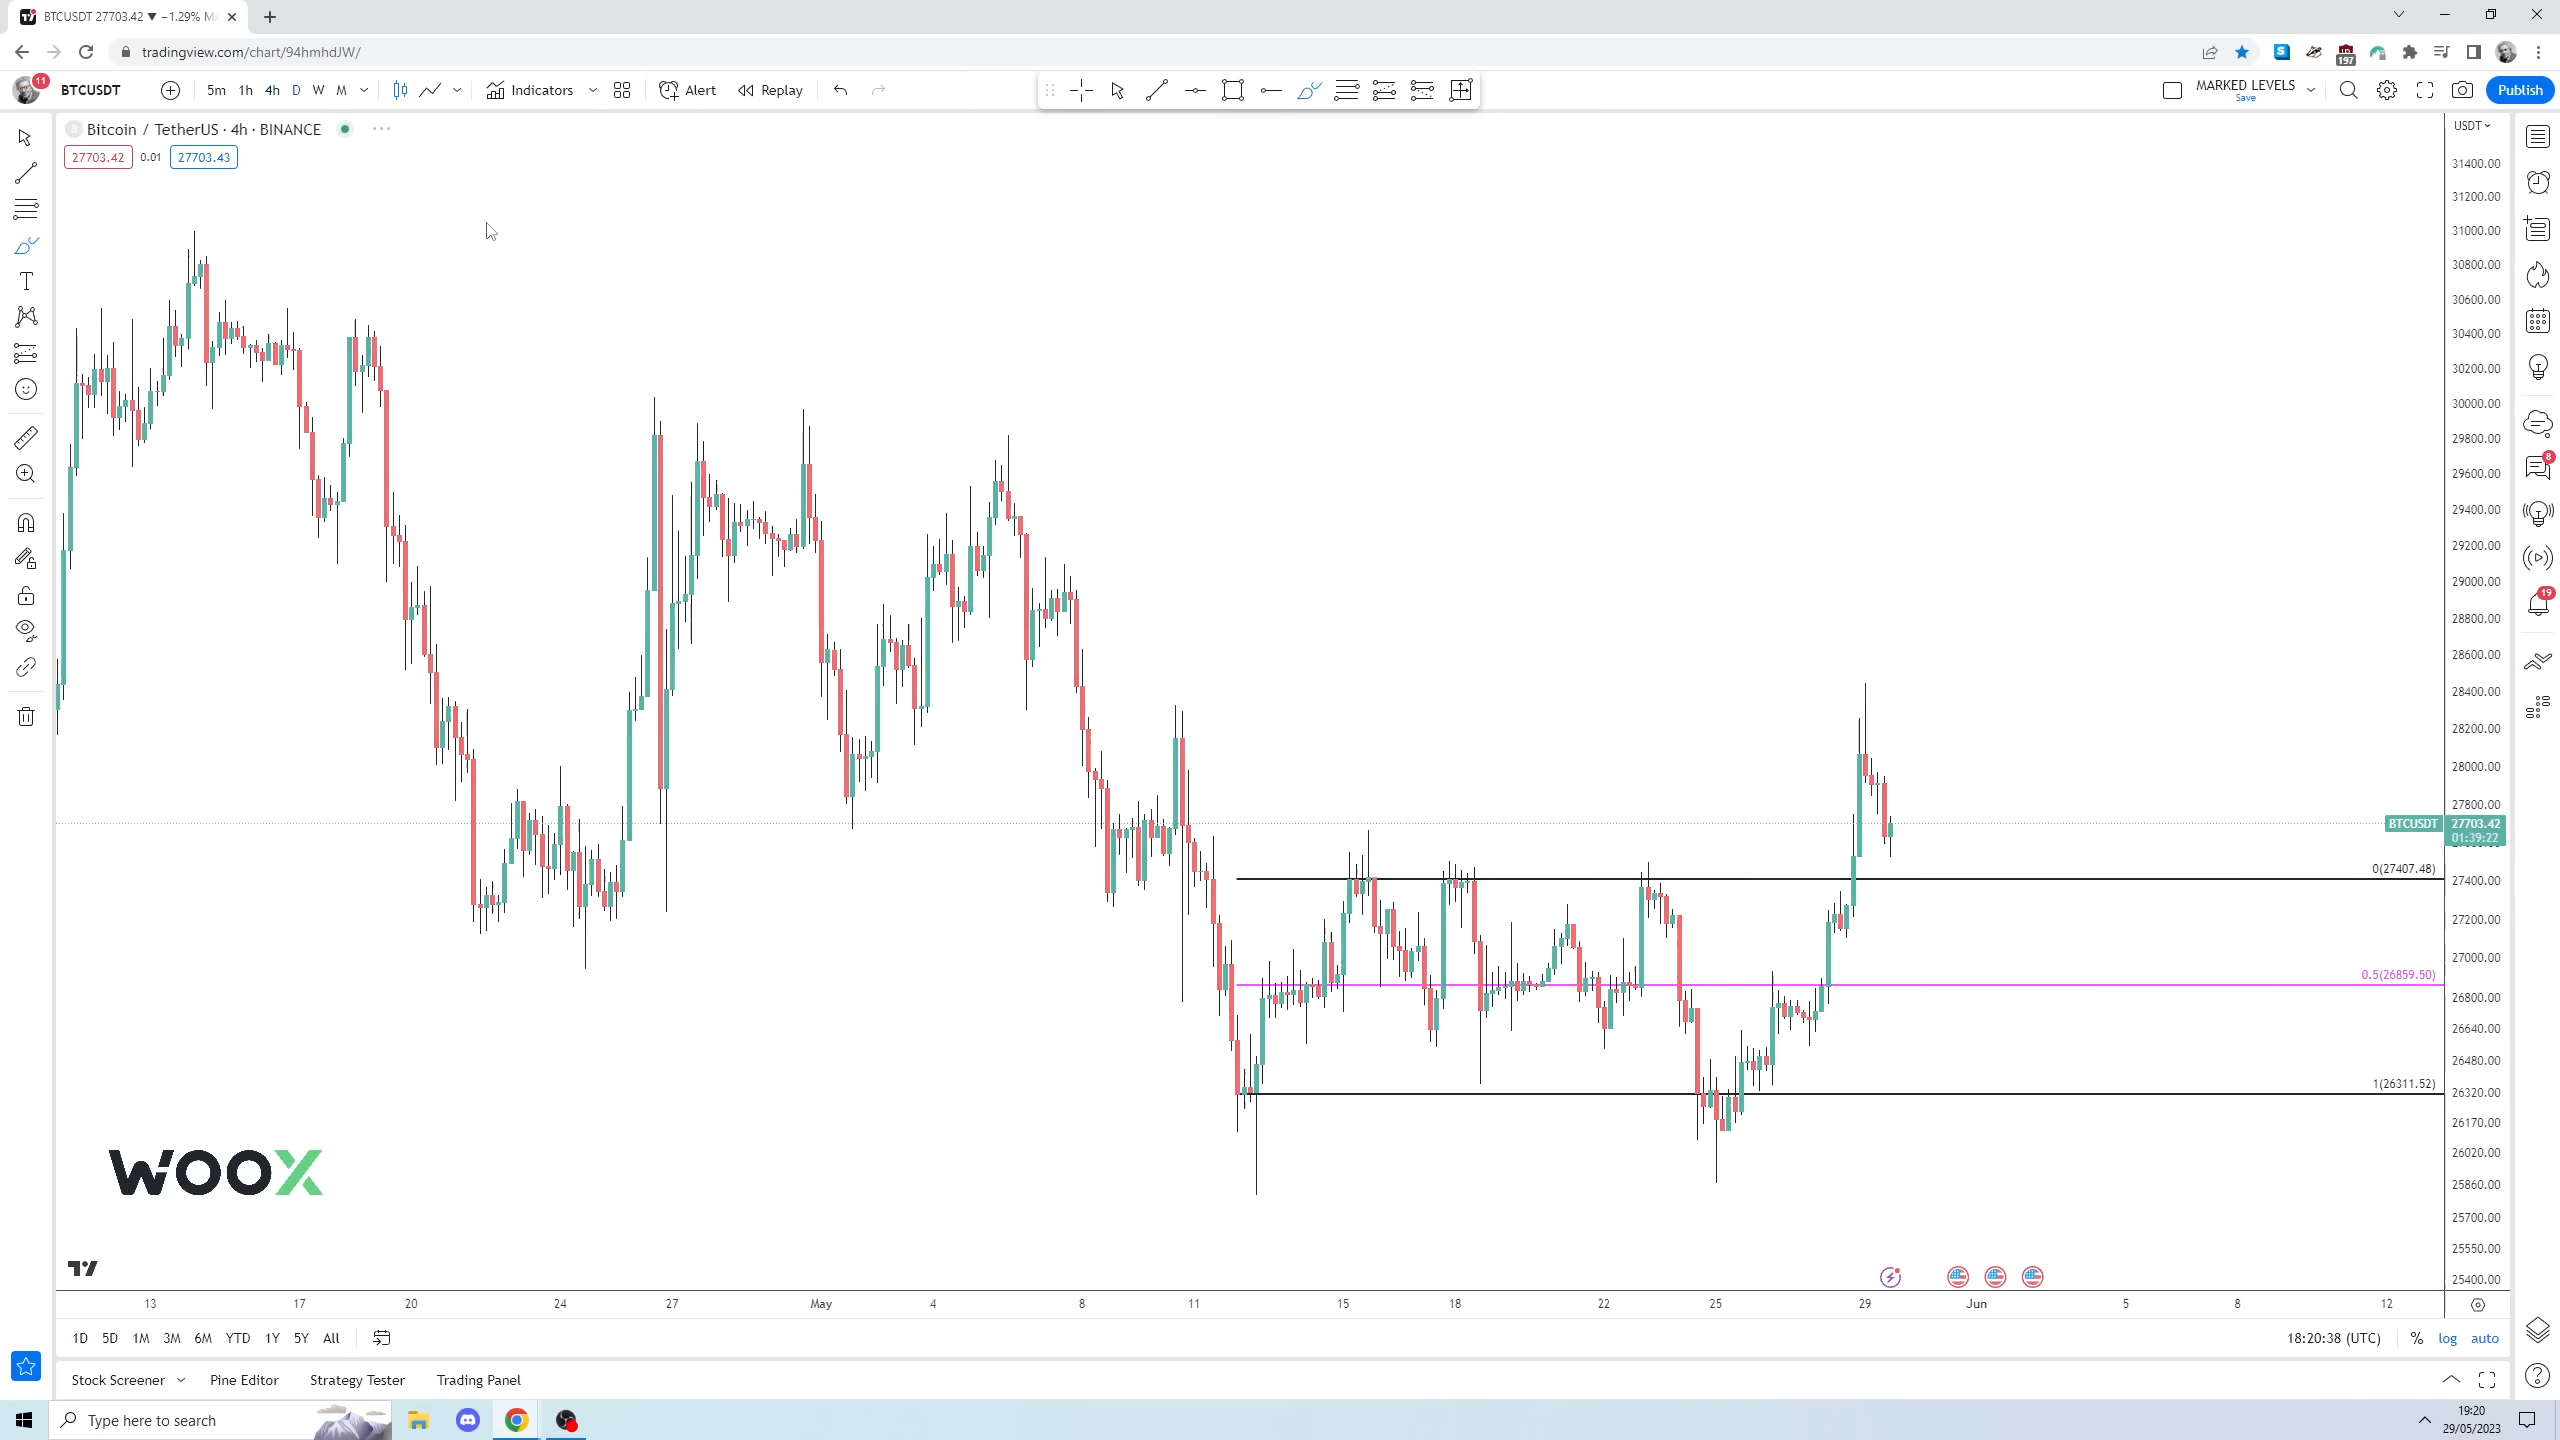 BTCUSDT 27703.42 ▼ −1.29% M
tradingview.com/chart/94hmhdJW/
197
11
BTCUSDT
5m 1h 4h D W M
Indicators
Alert
Replay
MARKED LEVELS
Save
Publish
Bitcoin / TetherUS · 4h · BINANCE
27703.42 0.01 27703.43
USDT
31400.00
31200.00
31000.00
30800.00
30600.00
30400.00
30200.00
30000.00
29800.00
29600.00
29400.00
29200.00
29000.00
28800.00
28600.00
28400.00
28200.00
28000.00
27800.00
BTCUSDT 27703.42
01:39:22
0(27407.48)
27400.00
27200.00
27000.00
0.5(26859.50)
26800.00
26640.00
26480.00
1(26311.52)
26320.00
26170.00
26020.00
25860.00
25700.00
25550.00
25400.00
8
19
WOOX
13 17 20 24 27 May 4 8 11 15 18 22 25 29 Jun 5 8 12
1D 5D 1M 3M 6M YTD 1Y 5Y All
18:20:38 (UTC) % log auto
Stock Screener Pine Editor Strategy Tester Trading Panel
Type here to search
19:20
29/05/2023